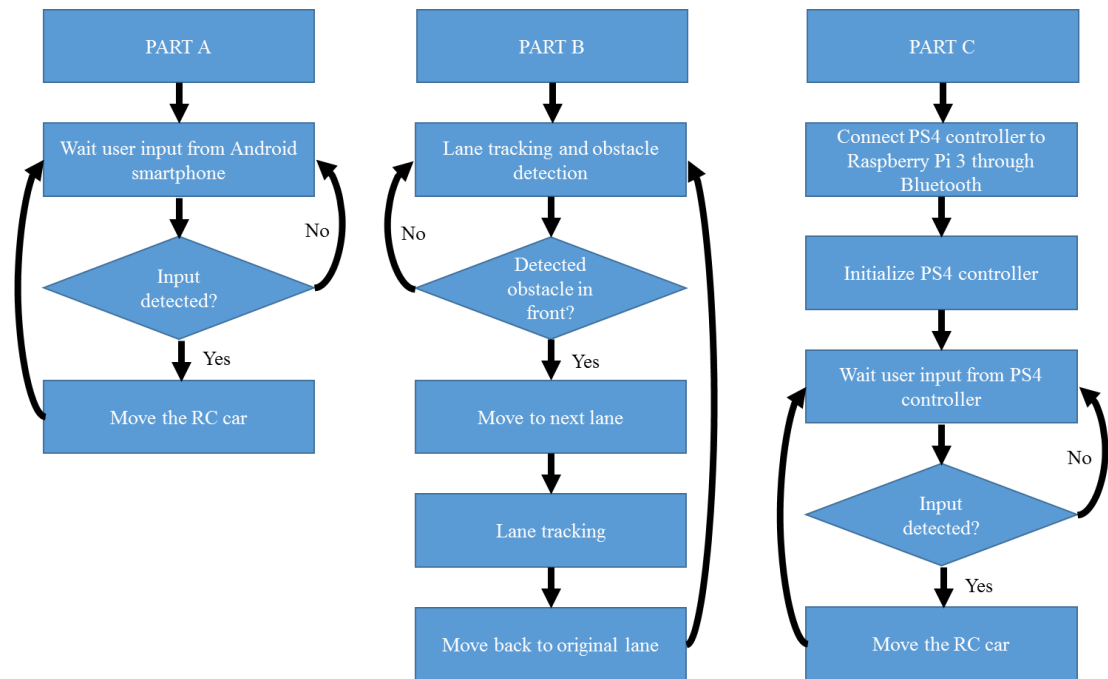 PART A
Wait user input from Android
smartphone
No
Input
detected?
Yes
Move the RC car
PART B
Lane tracking and obstacle
detection
No
Detected
obstacle in
front?
Yes
Move to next lane
Lane tracking
Move back to original lane
PART C
Connect PS4 controller to
Raspberry Pi 3 through
Bluetooth
Initialize PS4 controller
Wait user input from PS4
controller
No
Input
detected?
Yes
Move the RC car